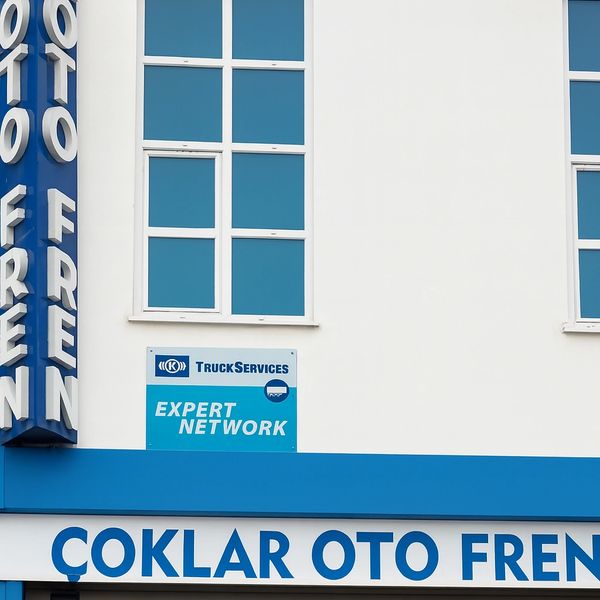 OTO FREN
OTO FREN
K TRUCKSERVICES
EXPERT
NETWORK
ÇOKLAR OTO FREN